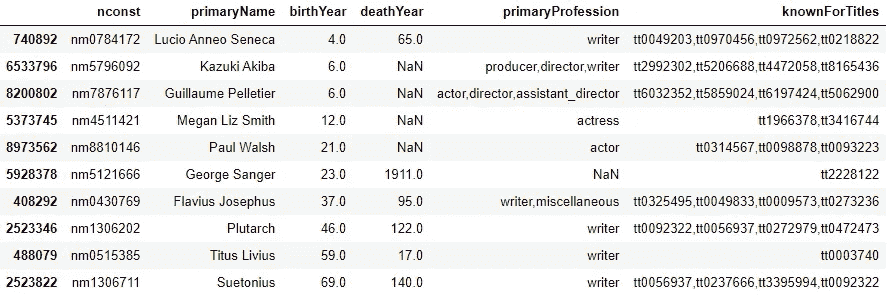 nconst primaryName birthYear deathYear primaryProfession knownForTitles
740892 nm0784172 Lucio Anneo Seneca 4.0 65.0 writer tt0049203,tt0970456,tt0972562,tt0218822
6533796 nm5796092 Kazuki Akiba 6.0 NaN producer,director,writer tt2992302,tt5206688,tt4472058,tt8165436
8200802 nm7876117 Guillaume Pelletier 6.0 NaN actor,director,assistant_director tt6032352,tt5859024,tt6197424,tt5062900
5373745 nm4511421 Megan Liz Smith 12.0 NaN actress tt1966378,tt3416744
8973562 nm8810146 Paul Walsh 21.0 NaN actor tt0314567,tt0098878,tt0093223
5928378 nm5121666 George Sanger 23.0 1911.0 NaN tt2228122
408292 nm0430769 Flavius Josephus 37.0 95.0 writer,miscellaneous tt0325495,tt0049833,tt0009573,tt0273236
2523346 nm1306202 Plutarch 46.0 122.0 writer tt0092322,tt0056937,tt0272979,tt0472473
488079 nm0515385 Titus Livius 59.0 17.0 writer tt0003740
2523822 nm1306711 Suetonius 69.0 140.0 writer tt0056937,tt0237666,tt3395994,tt0092322